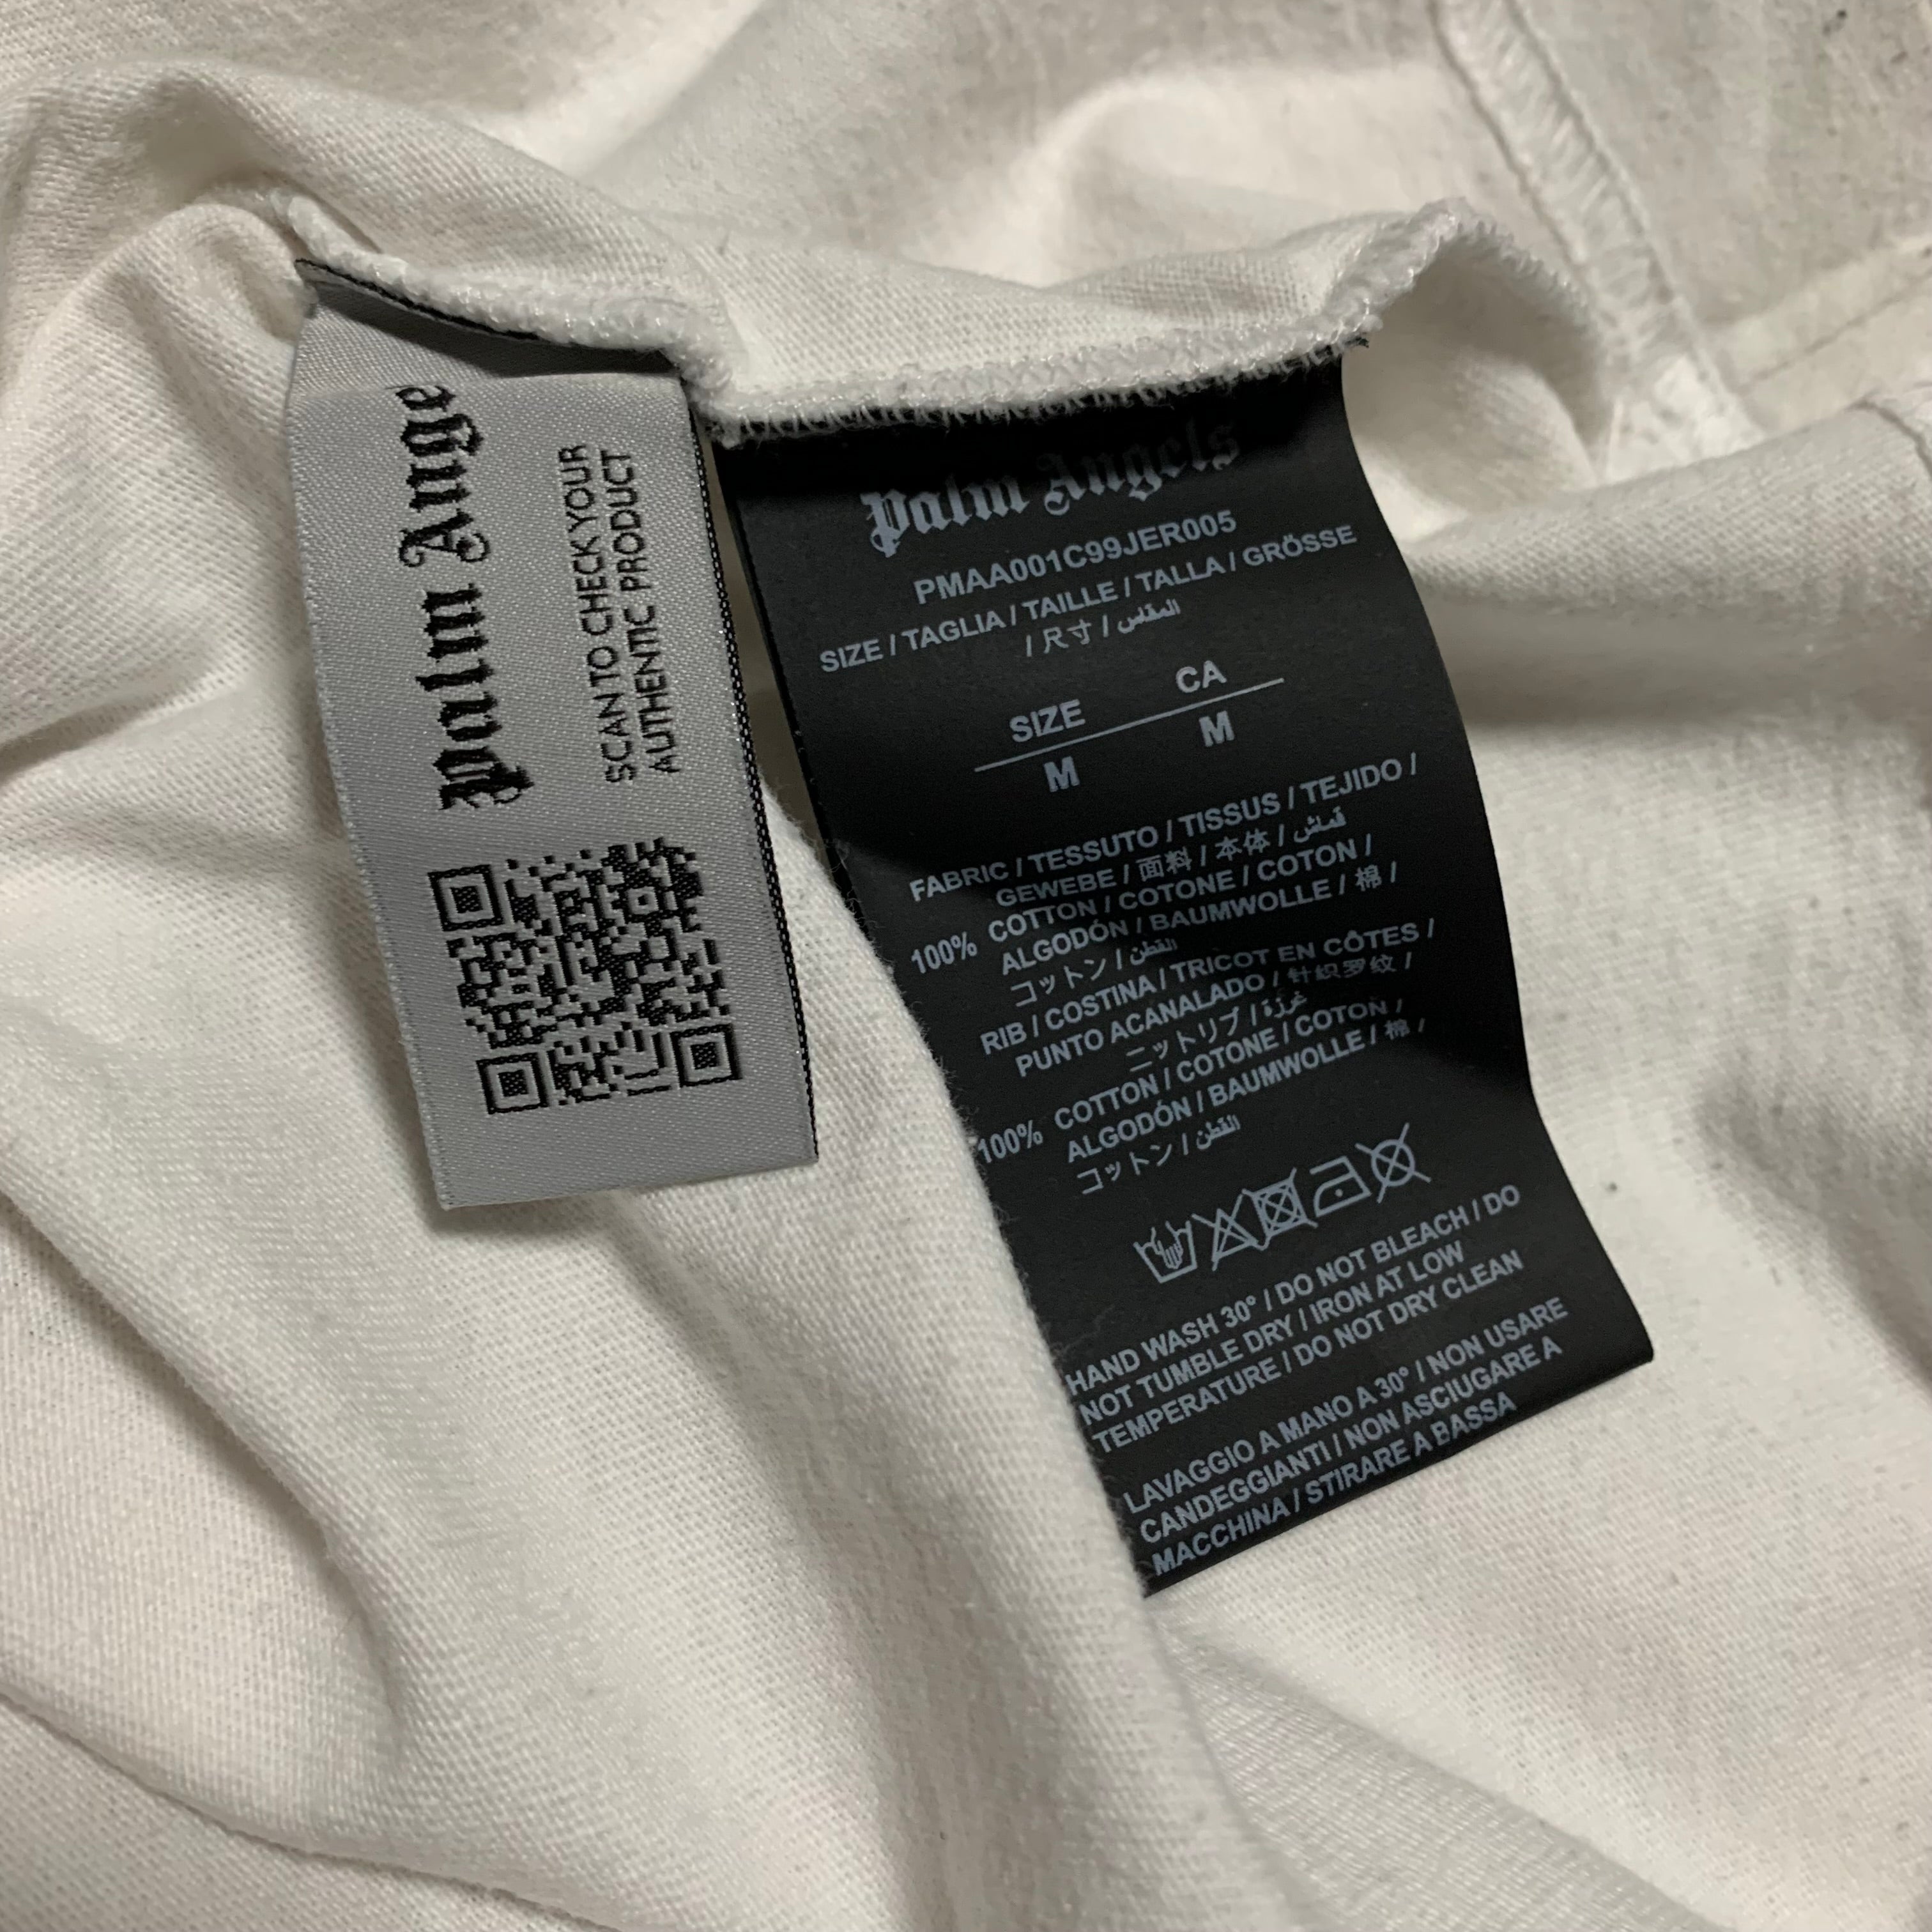 Palm Ange
SCAN TO CHECK YOUR
AUTHENTIC PRODUCT
Palm Angels
PMAA001C99JER005
SIZE / TAGLIA / TAILLE / TALLA / GRÖSSE
/ 尺寸 / المقاس
SIZE CA
M M
FABRIC / TESSUTO / TISSUS / TEJIDO /
GEWEBE / 面料 / 本体 / قماش
100% COTTON / COTONE / COTON /
ALGODÓN / BAUMWOLLE / 棉 /
コットン / القطن
RIB / COSTINA / TRICOT EN CÔTES /
PUNTO ACANALADO / 针织罗纹 /
ニットリブ / غرزة
100% COTTON / COTONE / COTON /
ALGODÓN / BAUMWOLLE / 棉 /
コットン / القطن
HAND WASH 30° / DO NOT BLEACH / DO
NOT TUMBLE DRY / IRON AT LOW
TEMPERATURE / DO NOT DRY CLEAN
LAVAGGIO A MANO A 30° / NON USARE
CANDEGGIANTI / NON ASCIUGARE A
MACCHINA / STIRARE A BASSA